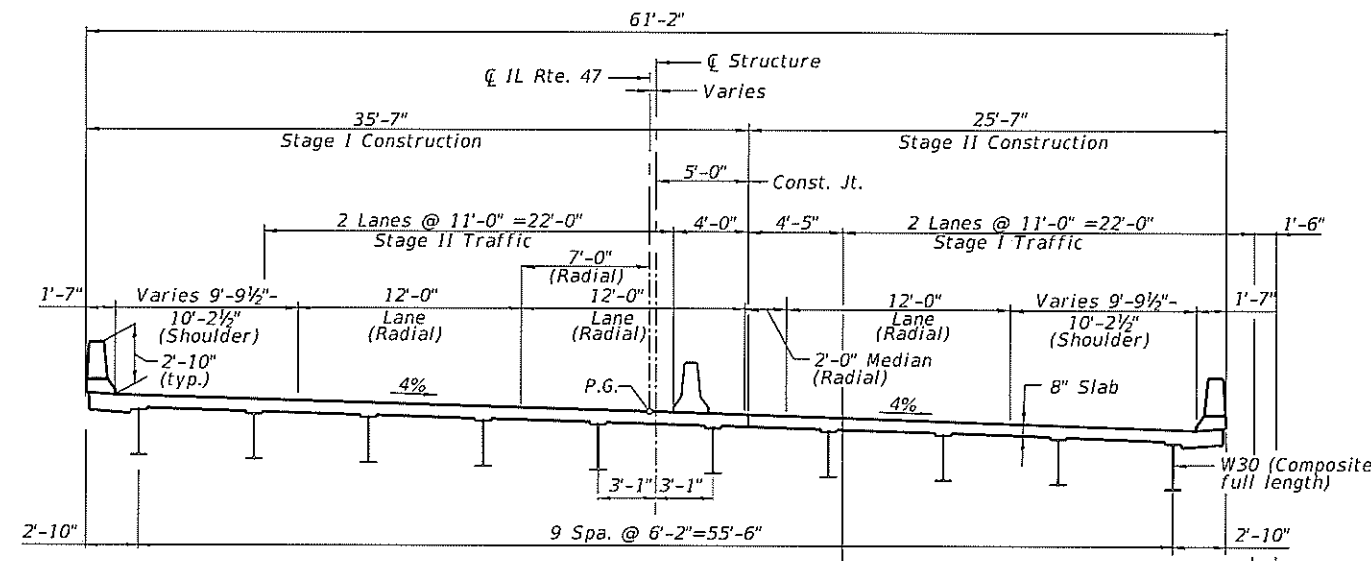 61'-2"
℄ Structure
℄ IL Rte. 47
Varies
35'-7"
Stage I Construction
25'-7"
Stage II Construction
5'-0"
Const. Jt.
2 Lanes @ 11'-0" =22'-0"
Stage II Traffic
4'-0"
4'-5"
2 Lanes @ 11'-0" =22'-0"
Stage I Traffic
1'-6"
7'-0"
(Radial)
1'-7"
Varies 9'-9½"-
10'-2½"
(Shoulder)
12'-0"
Lane
(Radial)
12'-0"
Lane
(Radial)
12'-0"
Lane
(Radial)
Varies 9'-9½"-
10'-2½"
(Shoulder)
1'-7"
2'-10"
(typ.)
2'-0" Median
(Radial)
4%
P.G.
4%
8" Slab
W30 (Composite
full length)
3'-1"
3'-1"
2'-10"
9 Spa. @ 6'-2"=55'-6"
2'-10"